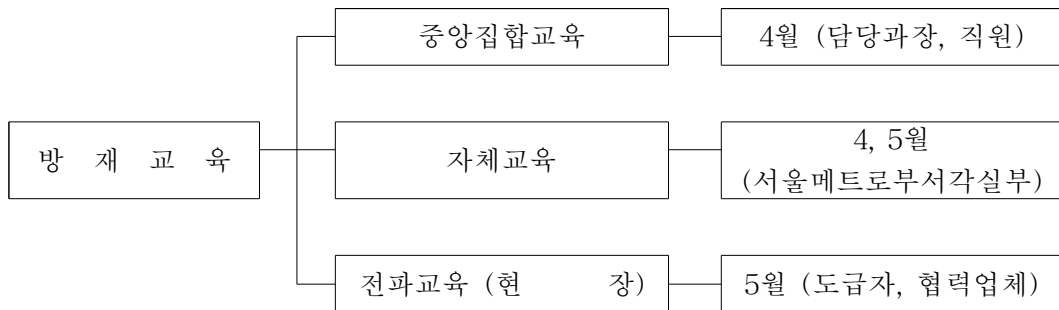 중앙집합교육
4월 (담당과장, 직원)
방 재 교 육
자체교육
4, 5월
(서울메트로부서각실부)
전파교육 (현 장)
5월 (도급자, 협력업체)